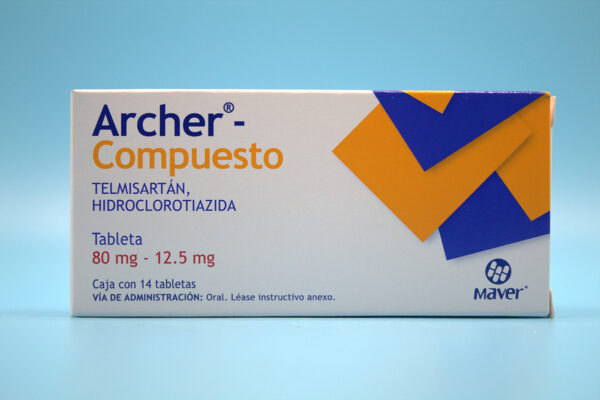 Archer®-
Compuesto
TELMISARTÁN,
HIDROCLOROTIAZIDA
Tableta
80 mg - 12.5 mg
Caja con 14 tabletas
VÍA DE ADMINISTRACIÓN: Oral. Léase instructivo anexo.
Maver®